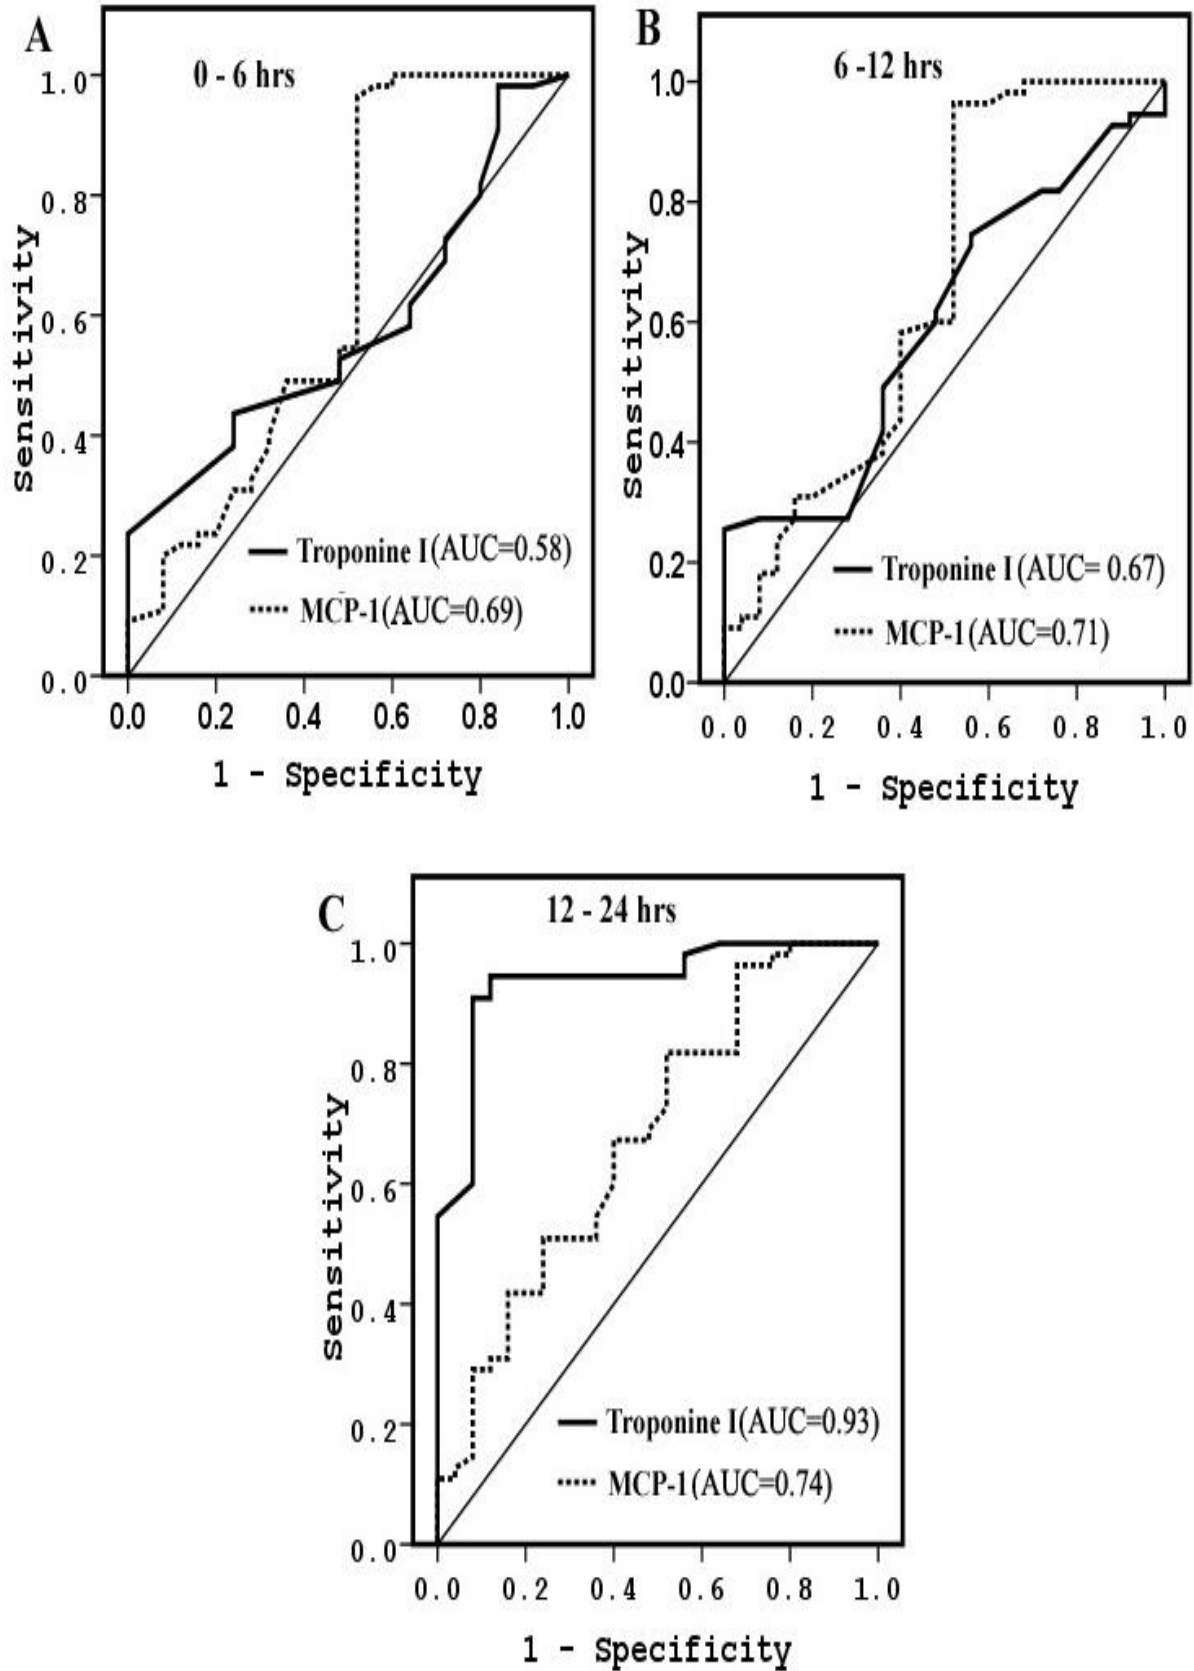 A
0 - 6 hrs
1.0
0.8
0.6
0.4
0.2
0.0
Sensitivity
Troponine I(AUC=0.58)
MCP-1(AUC=0.69)
0.0 0.2 0.4 0.6 0.8 1.0
1 - Specificity
B
6 -12 hrs
1.0
0.8
0.6
0.4
0.2
0.0
Sensitivity
Troponine I(AUC= 0.67)
MCP-1(AUC=0.71)
0.0 0.2 0.4 0.6 0.8 1.0
1 - Specificity
C
12 - 24 hrs
1.0
0.8
0.6
0.4
0.2
0.0
Sensitivity
Troponine I(AUC=0.93)
MCP-1(AUC=0.74)
0.0 0.2 0.4 0.6 0.8 1.0
1 - Specificity